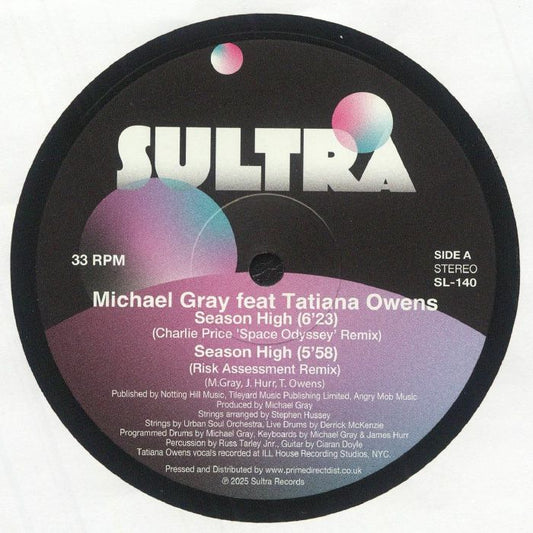 SULTRA
33 RPM
SIDE A
STEREO
SL-140
Michael Gray feat Tatiana Owens
Season High (6'23)
(Charlie Price 'Space Odyssey' Remix)
Season High (5'58)
(Risk Assessment Remix)
(M.Gray, J. Hurr, T. Owens)
Published by Notting Hill Music, Tileyard Music Publishing Limited, Angry Mob Music
Produced by Michael Gray
Strings arranged by Stephen Hussey
Strings by Urban Soul Orchestra, Live Drums by Derrick McKenzie
Programmed Drums by Michael Gray, Keyboards by Michael Gray & James Hurr
Percussion by Russ Tarley Jnr., Guitar by Ciaran Doyle
Tatiana Owens vocals recorded at ILL House Recording Studios, NYC.
Pressed and Distributed by www.primedirectdist.co.uk
℗ 2025 Sultra Records